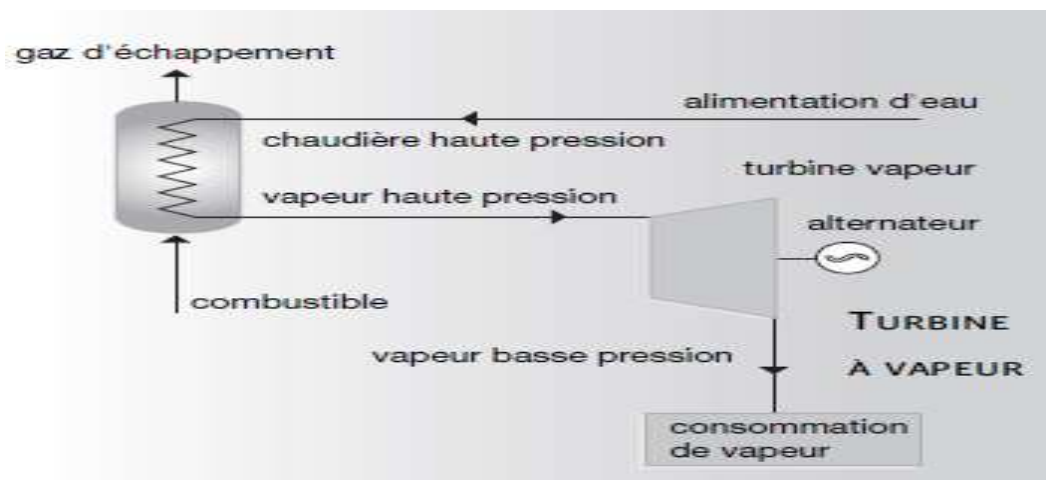 gaz d'échappement
alimentation d'eau
chaudière haute pression
turbine vapeur
vapeur haute pression
alternateur
combustible
TURBINE
À VAPEUR
vapeur basse pression
consommation
de vapeur